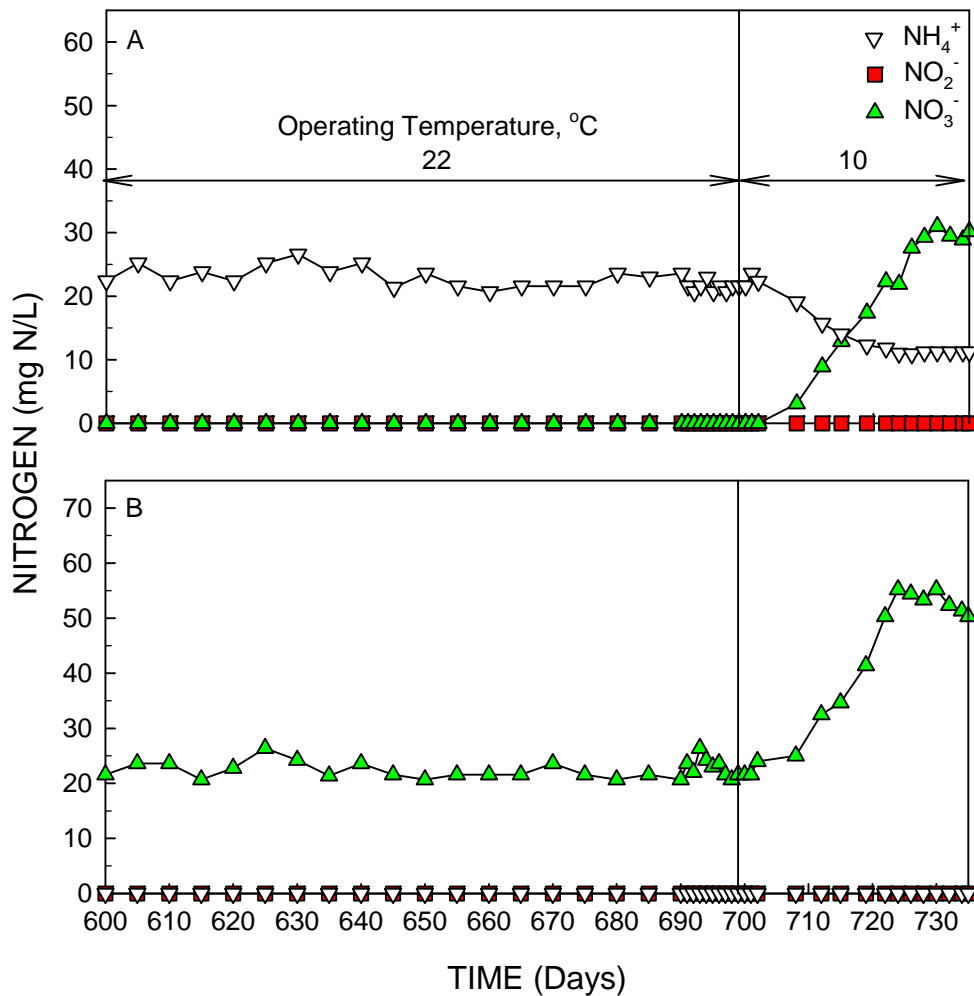 A
NH₄⁺
NO₂⁻
NO₃⁻
Operating Temperature, °C
22
10
60
50
40
30
20
10
0
NITROGEN (mg N/L)
B
70
60
50
40
30
20
10
0
600 610 620 630 640 650 660 670 680 690 700 710 720 730
TIME (Days)